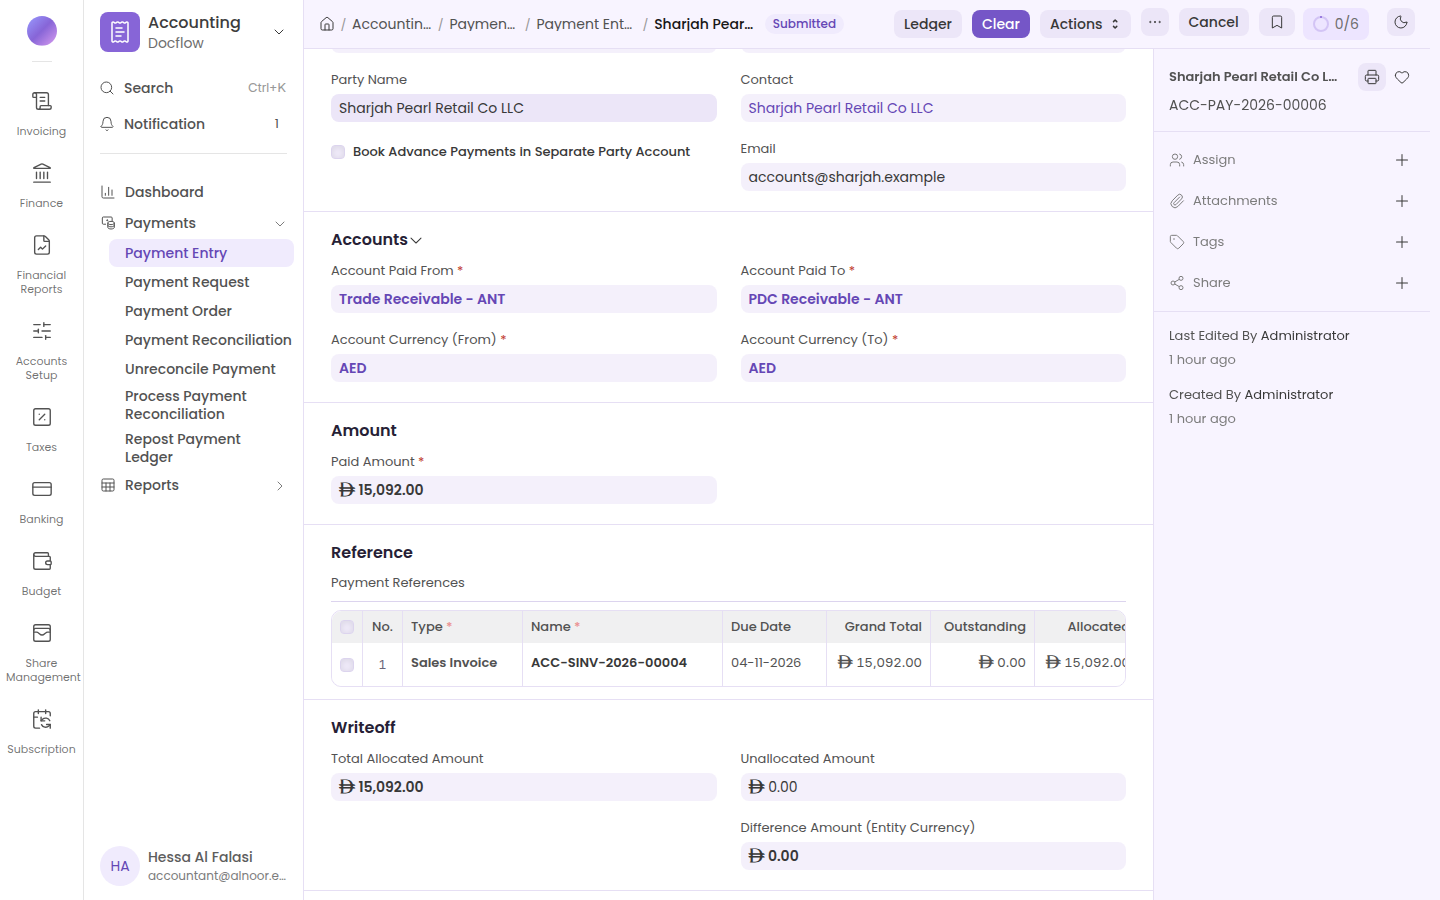 Invoicing
Finance
Financial
Reports
Accounts
Setup
Taxes
Banking
Budget
Share
Management
Subscription
Accounting
Docflow
Search Ctrl+K
Notification 1
Dashboard
Payments
Payment Entry
Payment Request
Payment Order
Payment Reconciliation
Unreconcile Payment
Process Payment
Reconciliation
Repost Payment
Ledger
Reports
HA
Hessa Al Falasi
accountant@alnoor.e...
/ Accountin... / Paymen... / Payment Ent... / Sharjah Pear... Submitted
Ledger Clear Actions ... Cancel 0/6
Party Name
Sharjah Pearl Retail Co LLC
Contact
Sharjah Pearl Retail Co LLC
Book Advance Payments in Separate Party Account
Email
accounts@sharjah.example
Accounts
Account Paid From *
Trade Receivable - ANT
Account Paid To *
PDC Receivable - ANT
Account Currency (From) *
AED
Account Currency (To) *
AED
Amount
Paid Amount *
15,092.00
Reference
Payment References
No. Type * Name * Due Date Grand Total Outstanding Allocated
1 Sales Invoice ACC-SINV-2026-00004 04-11-2026 15,092.00 0.00 15,092.00
Writeoff
Total Allocated Amount
15,092.00
Unallocated Amount
0.00
Difference Amount (Entity Currency)
0.00
Sharjah Pearl Retail Co L...
ACC-PAY-2026-00006
Assign
Attachments
Tags
Share
Last Edited By Administrator
1 hour ago
Created By Administrator
1 hour ago